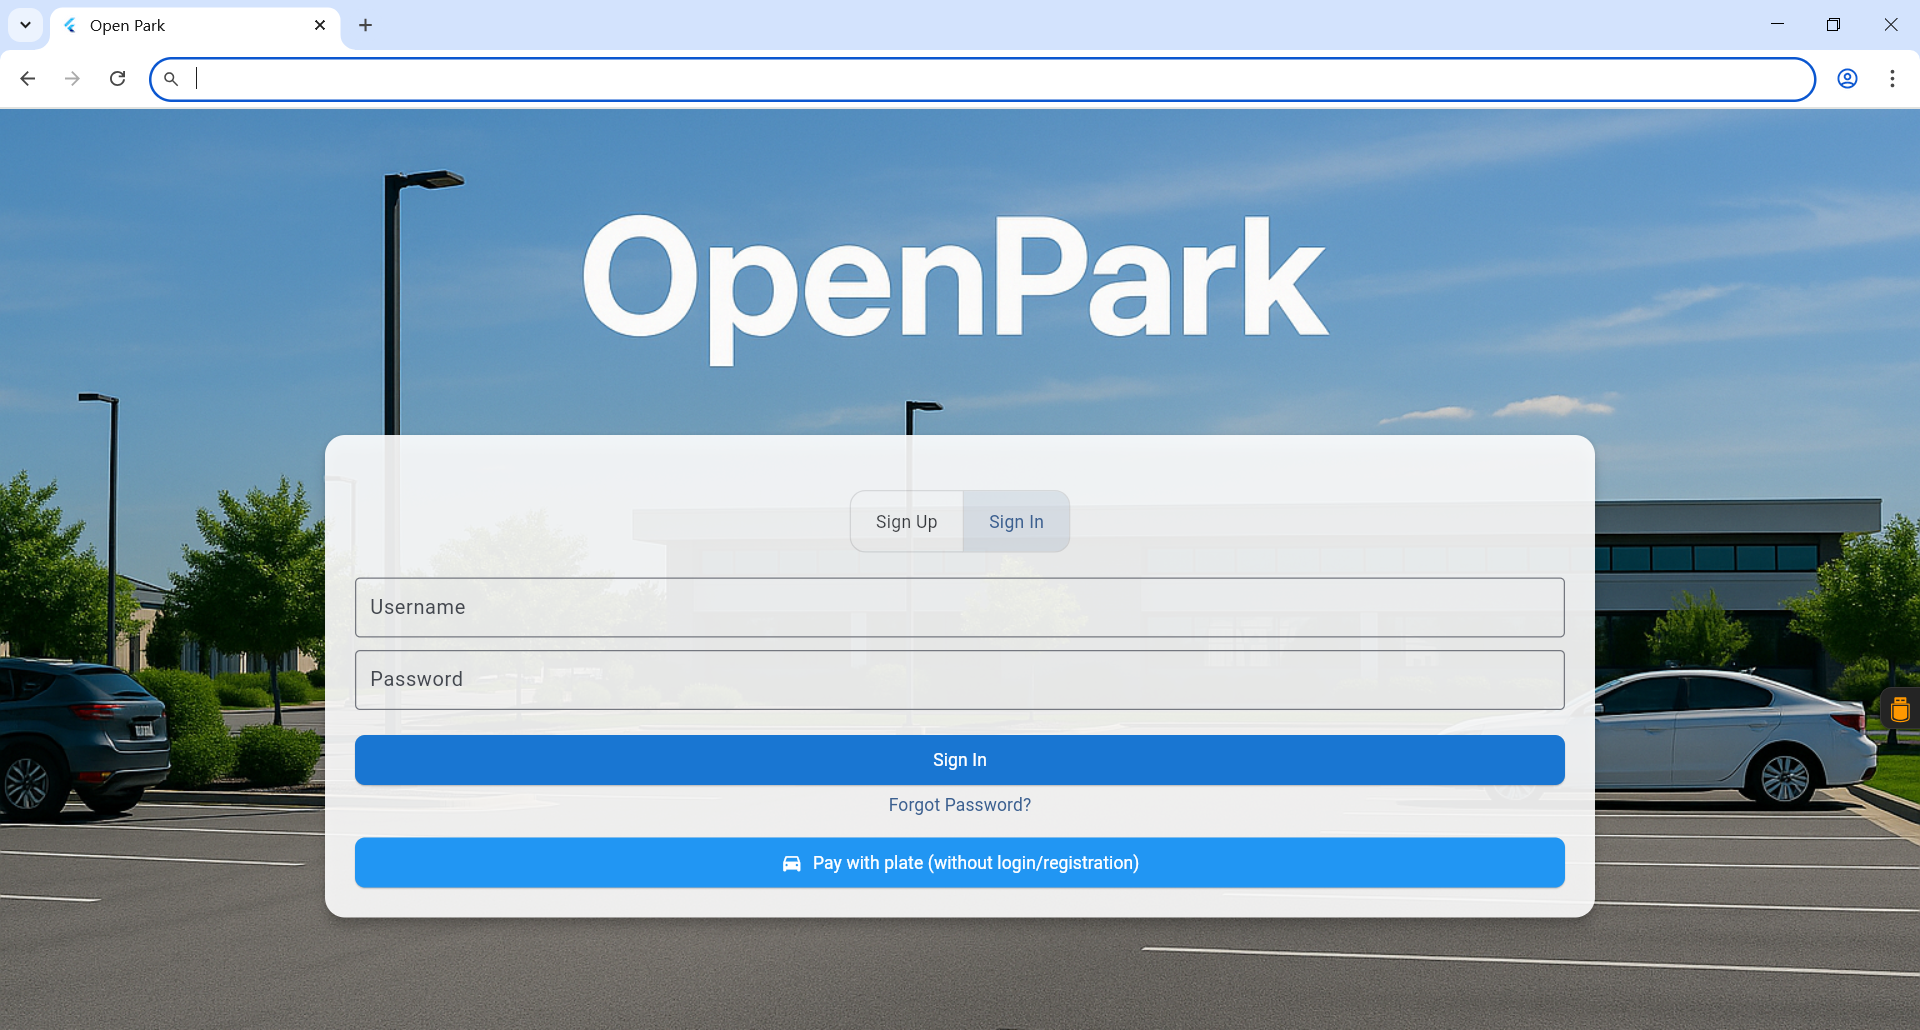 Open Park
OpenPark
Sign Up
Sign In
Username
Password
Sign In
Forgot Password?
Pay with plate (without login/registration)